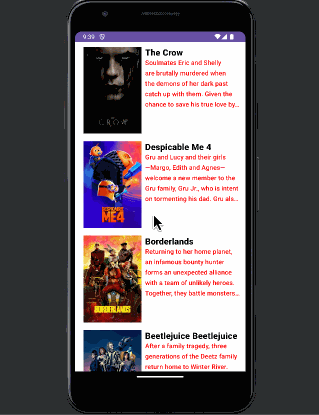 9:39
The Crow
Soulmates Eric and Shelly
are brutally murdered when
the demons of her dark past
catch up with them. Given the
chance to save his true love by...
CROW
Despicable Me 4
Gru and Lucy and their girls
—Margo, Edith and Agnes—
welcome a new member to the
Gru family, Gru Jr., who is intent
on tormenting his dad. Gru als...
DESPICABLE
ME4
Borderlands
Returning to her home planet,
an infamous bounty hunter
forms an unexpected alliance
with a team of unlikely heroes.
Together, they battle monsters...
BORDERLANDS
Beetlejuice Beetlejuice
After a family tragedy, three
generations of the Deetz family
return home to Winter River.